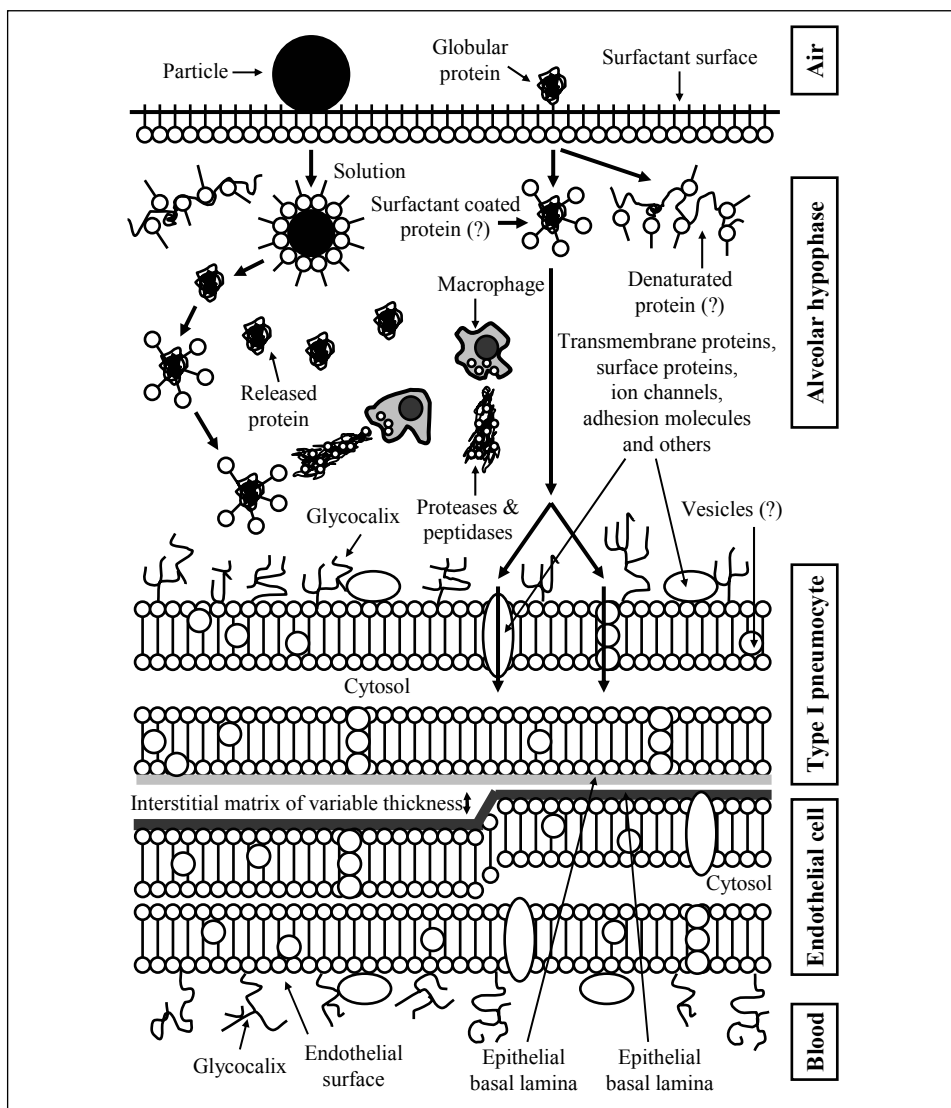 Particle
Globular
protein
Surfactant surface
Air
Solution
Surfactant coated
protein (?)
Denaturated
protein (?)
Macrophage
Released
protein
Transmembrane proteins,
surface proteins,
ion channels,
adhesion molecules
and others
Alveolar hypophase
Glycocalix
Proteases &
peptidases
Vesicles (?)
Cytosol
Type I pneumocyte
Interstitial matrix of variable thickness
Cytosol
Endothelial cell
Glycocalix
Endothelial
surface
Epithelial
basal lamina
Epithelial
basal lamina
Blood